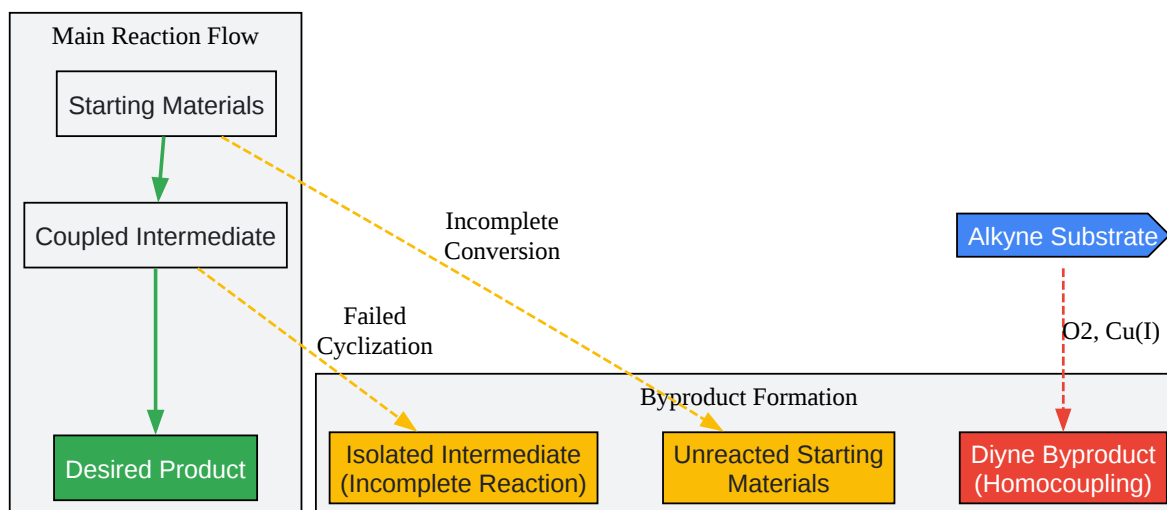 Main Reaction Flow
Starting Materials
Coupled Intermediate
Incomplete
Conversion
Alkyne Substrate
Failed
Cyclization
O2, Cu(I)
Byproduct Formation
Desired Product
Isolated Intermediate
(Incomplete Reaction)
Unreacted Starting
Materials
Diyne Byproduct
(Homocoupling)